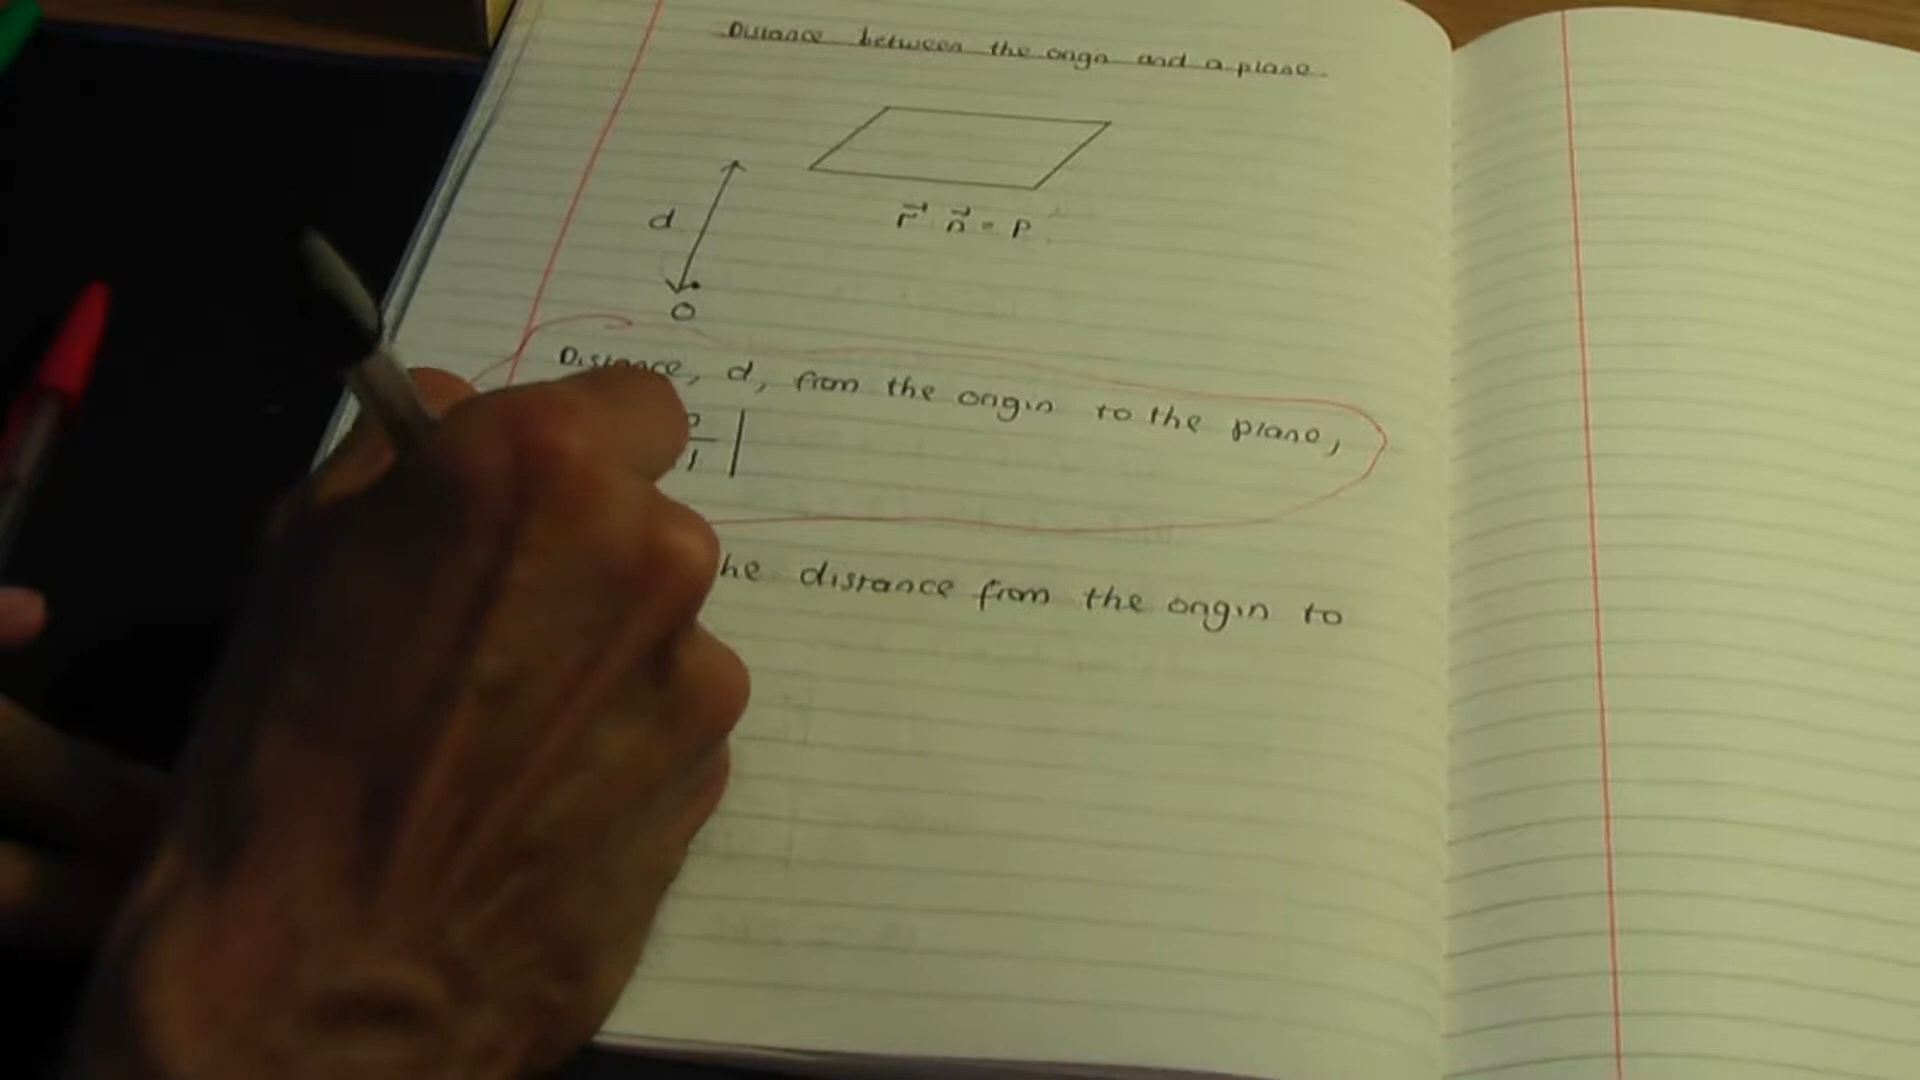 Distance between the origin and a plane.
d
r⃗ . n⃗ = p
O
Distance, d, from the origin to the plane,
the distance from the origin to